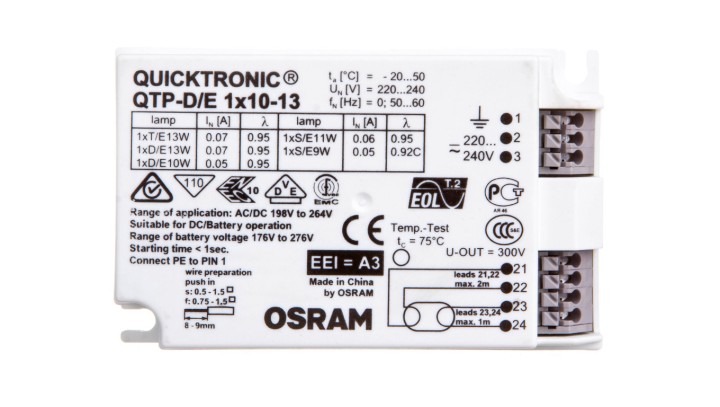 QUICKTRONIC®
QTP-D/E 1x10-13
ta [°C] = - 20...50
UN [V] = 220...240
fN [Hz] = 0; 50...60
lamp IN [A] λ lamp IN [A] λ
1xT/E13W 0.07 0.95 1xS/E11W 0.06 0.95
1xD/E13W 0.07 0.95 1xS/E9W 0.05 0.92C
1xD/E10W 0.05 0.95
1
220... 2
240V 3
110
10
D V E
EMC
EOL T.2
PCT
CCC
Range of application: AC/DC 198V to 264V
Suitable for DC/Battery operation
Range of battery voltage 176V to 276V
Starting time < 1sec.
Connect PE to PIN 1
CE
Temp.-Test
tc = 75°C
U-OUT = 300V
wire preparation
push in
s: 0.5 - 1.5
f: 0.75 - 1.5
8 - 9mm
EEI = A3
Made in China
by OSRAM
OSRAM
leads 21,22
max. 2m
leads 23,24
max. 1m
21
22
23
24